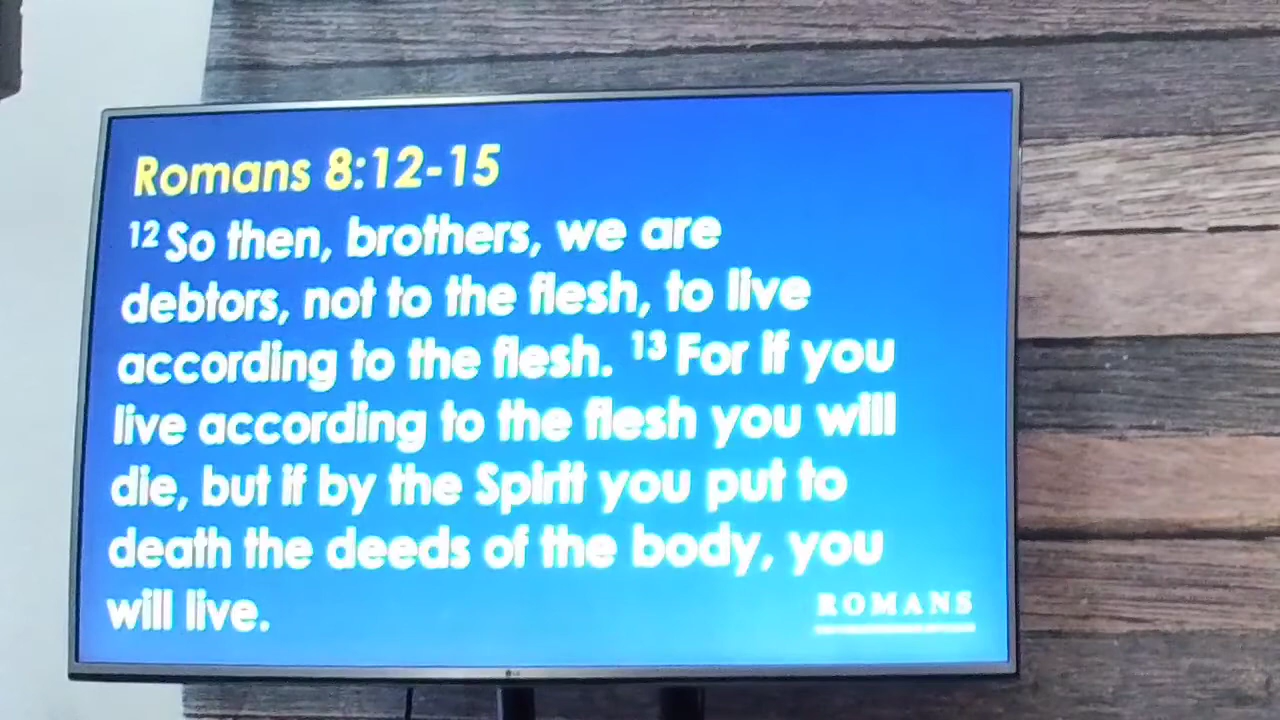 Romans 8:12-15
12 So then, brothers, we are
debtors, not to the flesh, to live
according to the flesh. 13 For if you
live according to the flesh you will
die, but if by the Spirit you put to
death the deeds of the body, you
will live.
ROMANS
LG